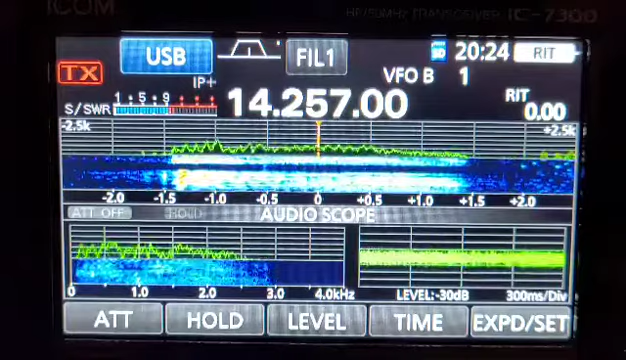 ICOM HF/50MHz TRANSCEIVER IC-7300
USB FIL1 20:24 RIT
TX IP+ VFO B 1
1 5 9 RIT
S/SWR 14.257.00 0.00
-2.5k +2.5k
-2.0 -1.5 -1.0 -0.5 0 +0.5 +1.0 +1.5 +2.0
ATT OFF HOLD AUDIO SCOPE
0 1.0 2.0 3.0 4.0kHz LEVEL:-30dB 300ms/Div
ATT HOLD LEVEL TIME EXPD/SET